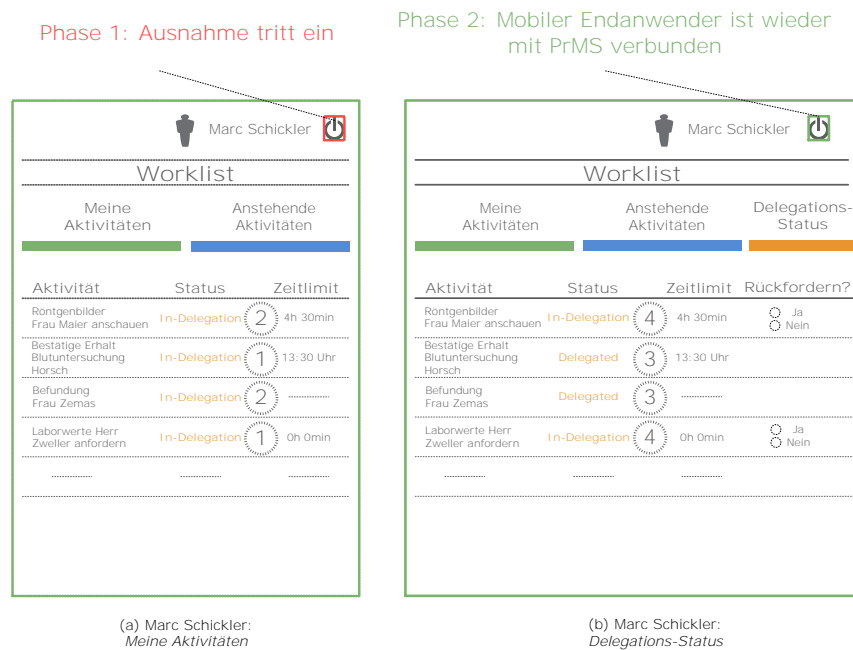 Phase 1: Ausnahme tritt ein
Phase 2: Mobiler Endanwender ist wieder
mit PrMS verbunden
Marc Schickler
Worklist
Meine
Aktivitäten
Anstehende
Aktivitäten
Aktivität Status Zeitlimit
Röntgenbilder
Frau Maier anschauen In-Delegation 2 4h 30min
Bestätige Erhalt
Blutuntersuchung In-Delegation 1 13:30 Uhr
Horsch
Befundung
Frau Zemas In-Delegation 2
Laborwerte Herr
Zweller anfordern In-Delegation 1 0h 0min
(a) Marc Schickler:
Meine Aktivitäten
Marc Schickler
Worklist
Meine
Aktivitäten
Anstehende
Aktivitäten
Delegations-
Status
Aktivität Status Zeitlimit Rückfordern?
Röntgenbilder
Frau Maier anschauen In-Delegation 4 4h 30min
Ja
Nein
Bestätige Erhalt
Blutuntersuchung Delegated 3 13:30 Uhr
Horsch
Befundung
Frau Zemas Delegated 3
Laborwerte Herr
Zweller anfordern In-Delegation 4 0h 0min
Ja
Nein
(b) Marc Schickler:
Delegations-Status